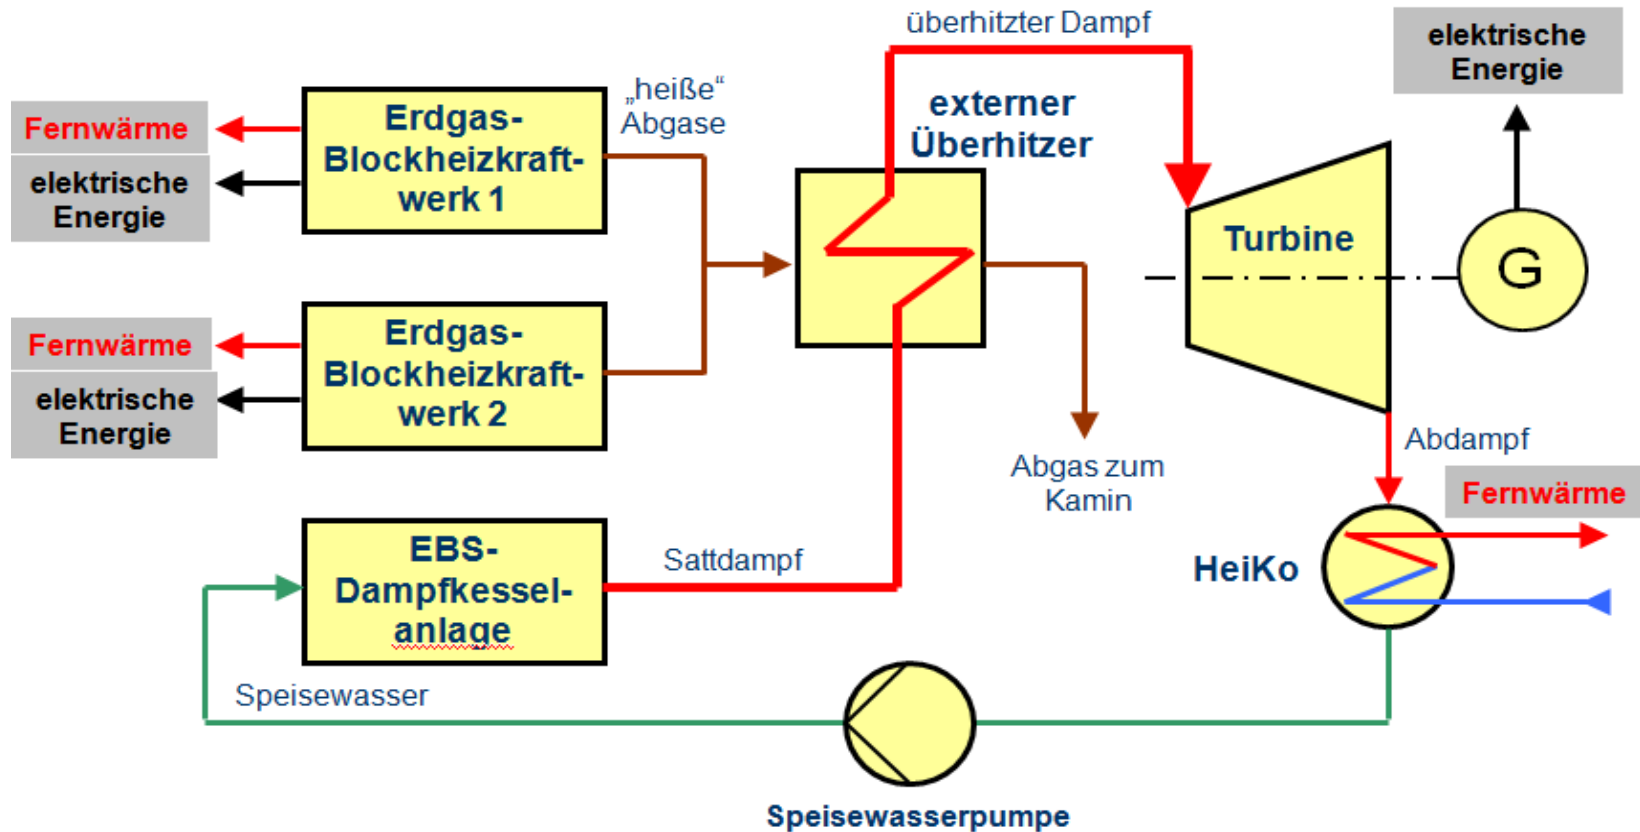 überhitzter Dampf
elektrische
Energie
„heiße“
Abgase
externer
Überhitzer
Fernwärme
elektrische
Energie
Erdgas-
Blockheizkraft-
werk 1
Turbine
G
Fernwärme
elektrische
Energie
Erdgas-
Blockheizkraft-
werk 2
Abdampf
Abgas zum
Kamin
Fernwärme
EBS-
Dampfkessel-
anlage
Sattdampf
HeiKo
Speisewasser
Speisewasserpumpe